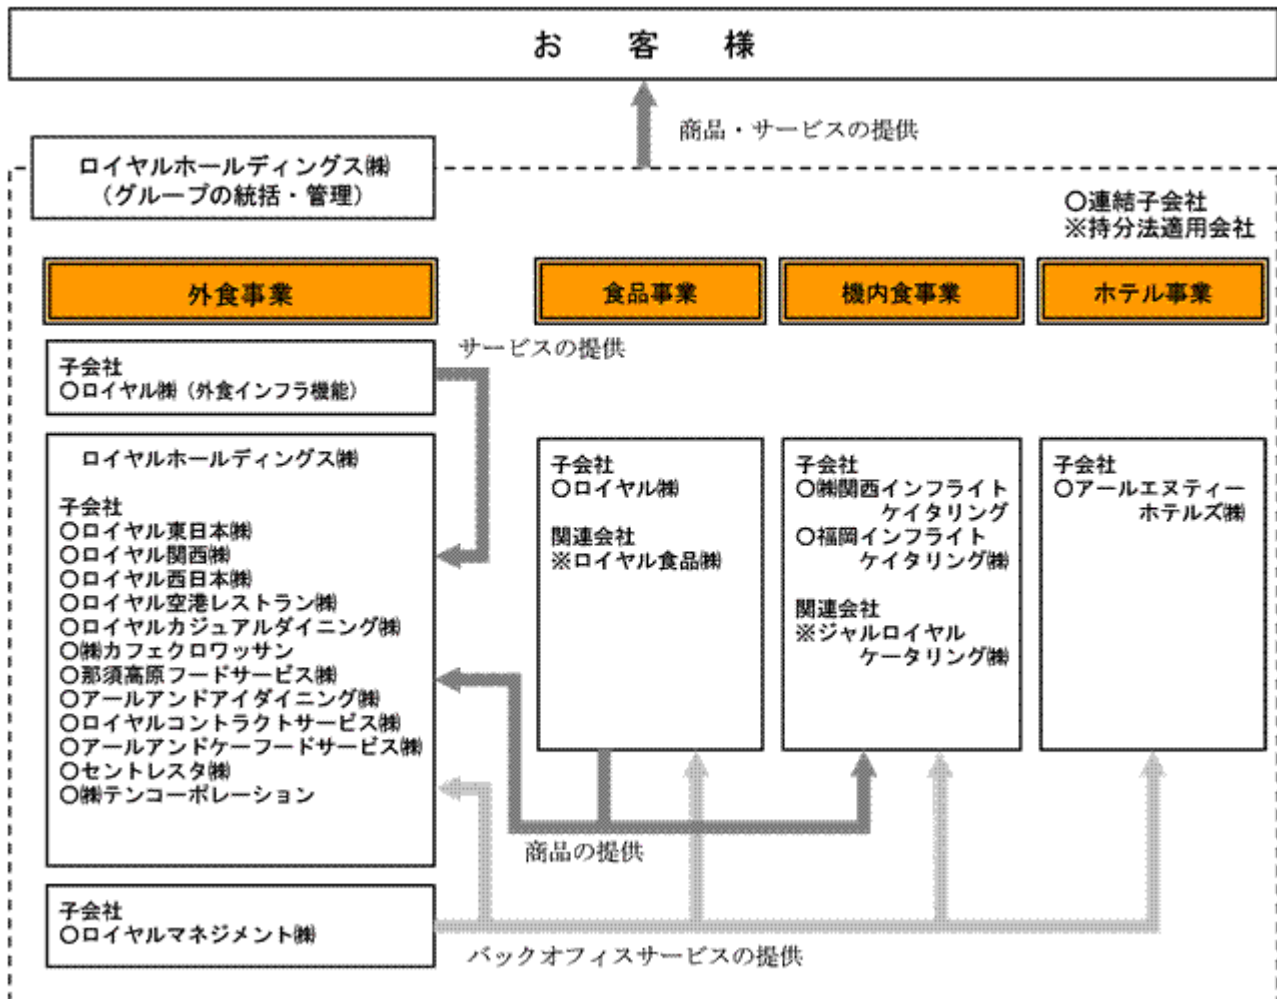 お客様
商品・サービスの提供
ロイヤルホールディングス㈱
(グループの統括・管理)
○連結子会社
※持分法適用会社
外食事業
食品事業
機内食事業
ホテル事業
サービスの提供
子会社
○ロイヤル㈱(外食インフラ機能)
ロイヤルホールディングス㈱
子会社
○ロイヤル東日本㈱
○ロイヤル関西㈱
○ロイヤル西日本㈱
○ロイヤル空港レストラン㈱
○ロイヤルカジュアルダイニング㈱
○㈱カフェクロワッサン
○那須高原フードサービス㈱
○アールアンドアイダイニング㈱
○ロイヤルコントラクトサービス㈱
○アールアンドケーフードサービス㈱
○セントレスタ㈱
○㈱テンコーポレーション
子会社
○ロイヤル㈱
関連会社
※ロイヤル食品㈱
子会社
○㈱関西インフライト
ケイタリング
○福岡インフライト
ケイタリング㈱
関連会社
※ジャルロイヤル
ケータリング㈱
子会社
○アールエヌティー
ホテルズ㈱
商品の提供
子会社
○ロイヤルマネジメント㈱
バックオフィスサービスの提供